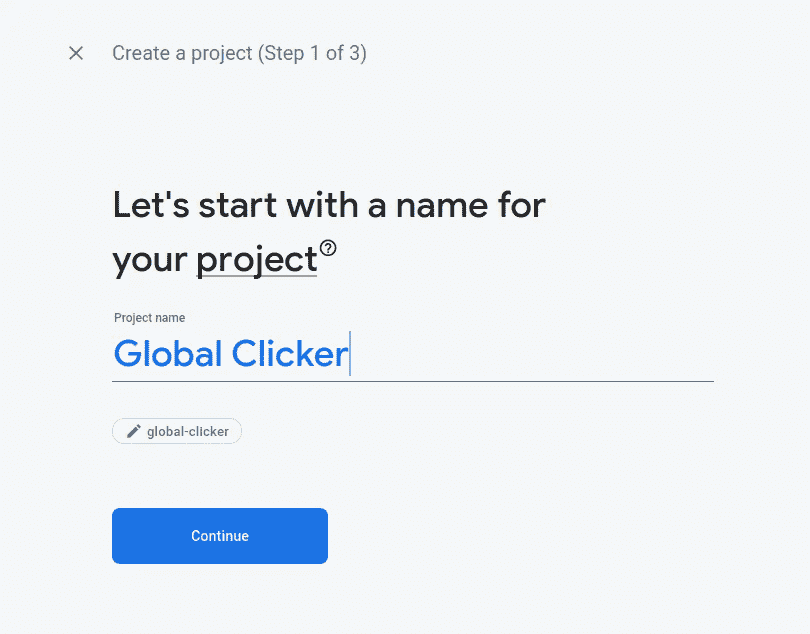 Create a project (Step 1 of 3)
Let's start with a name for
your project
Project name
Global Clicker
global-clicker
Continue